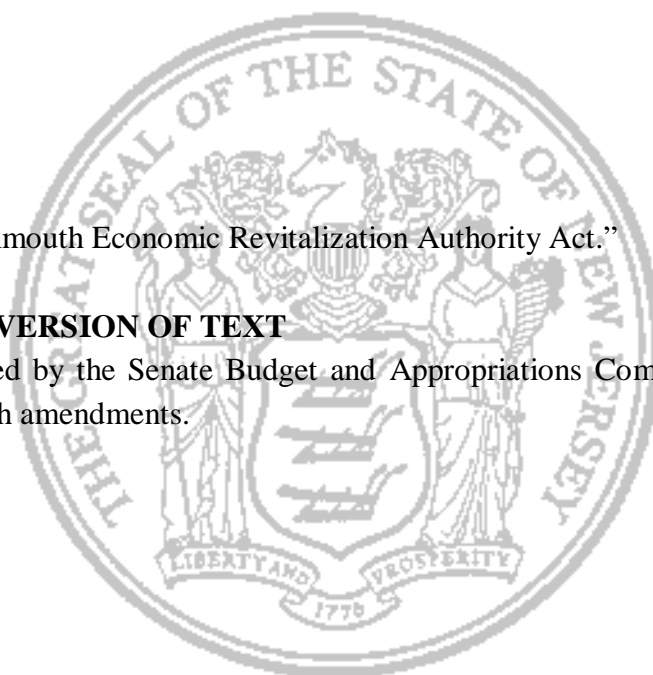 THE GREAT SEAL OF THE STATE OF NEW JERSEY
nmouth Economic Revitalization Authority Act.”
VERSION OF TEXT
ed by the Senate Budget and Appropriations Com
h amendments.
LIBERTY AND PROSPERITY
1776